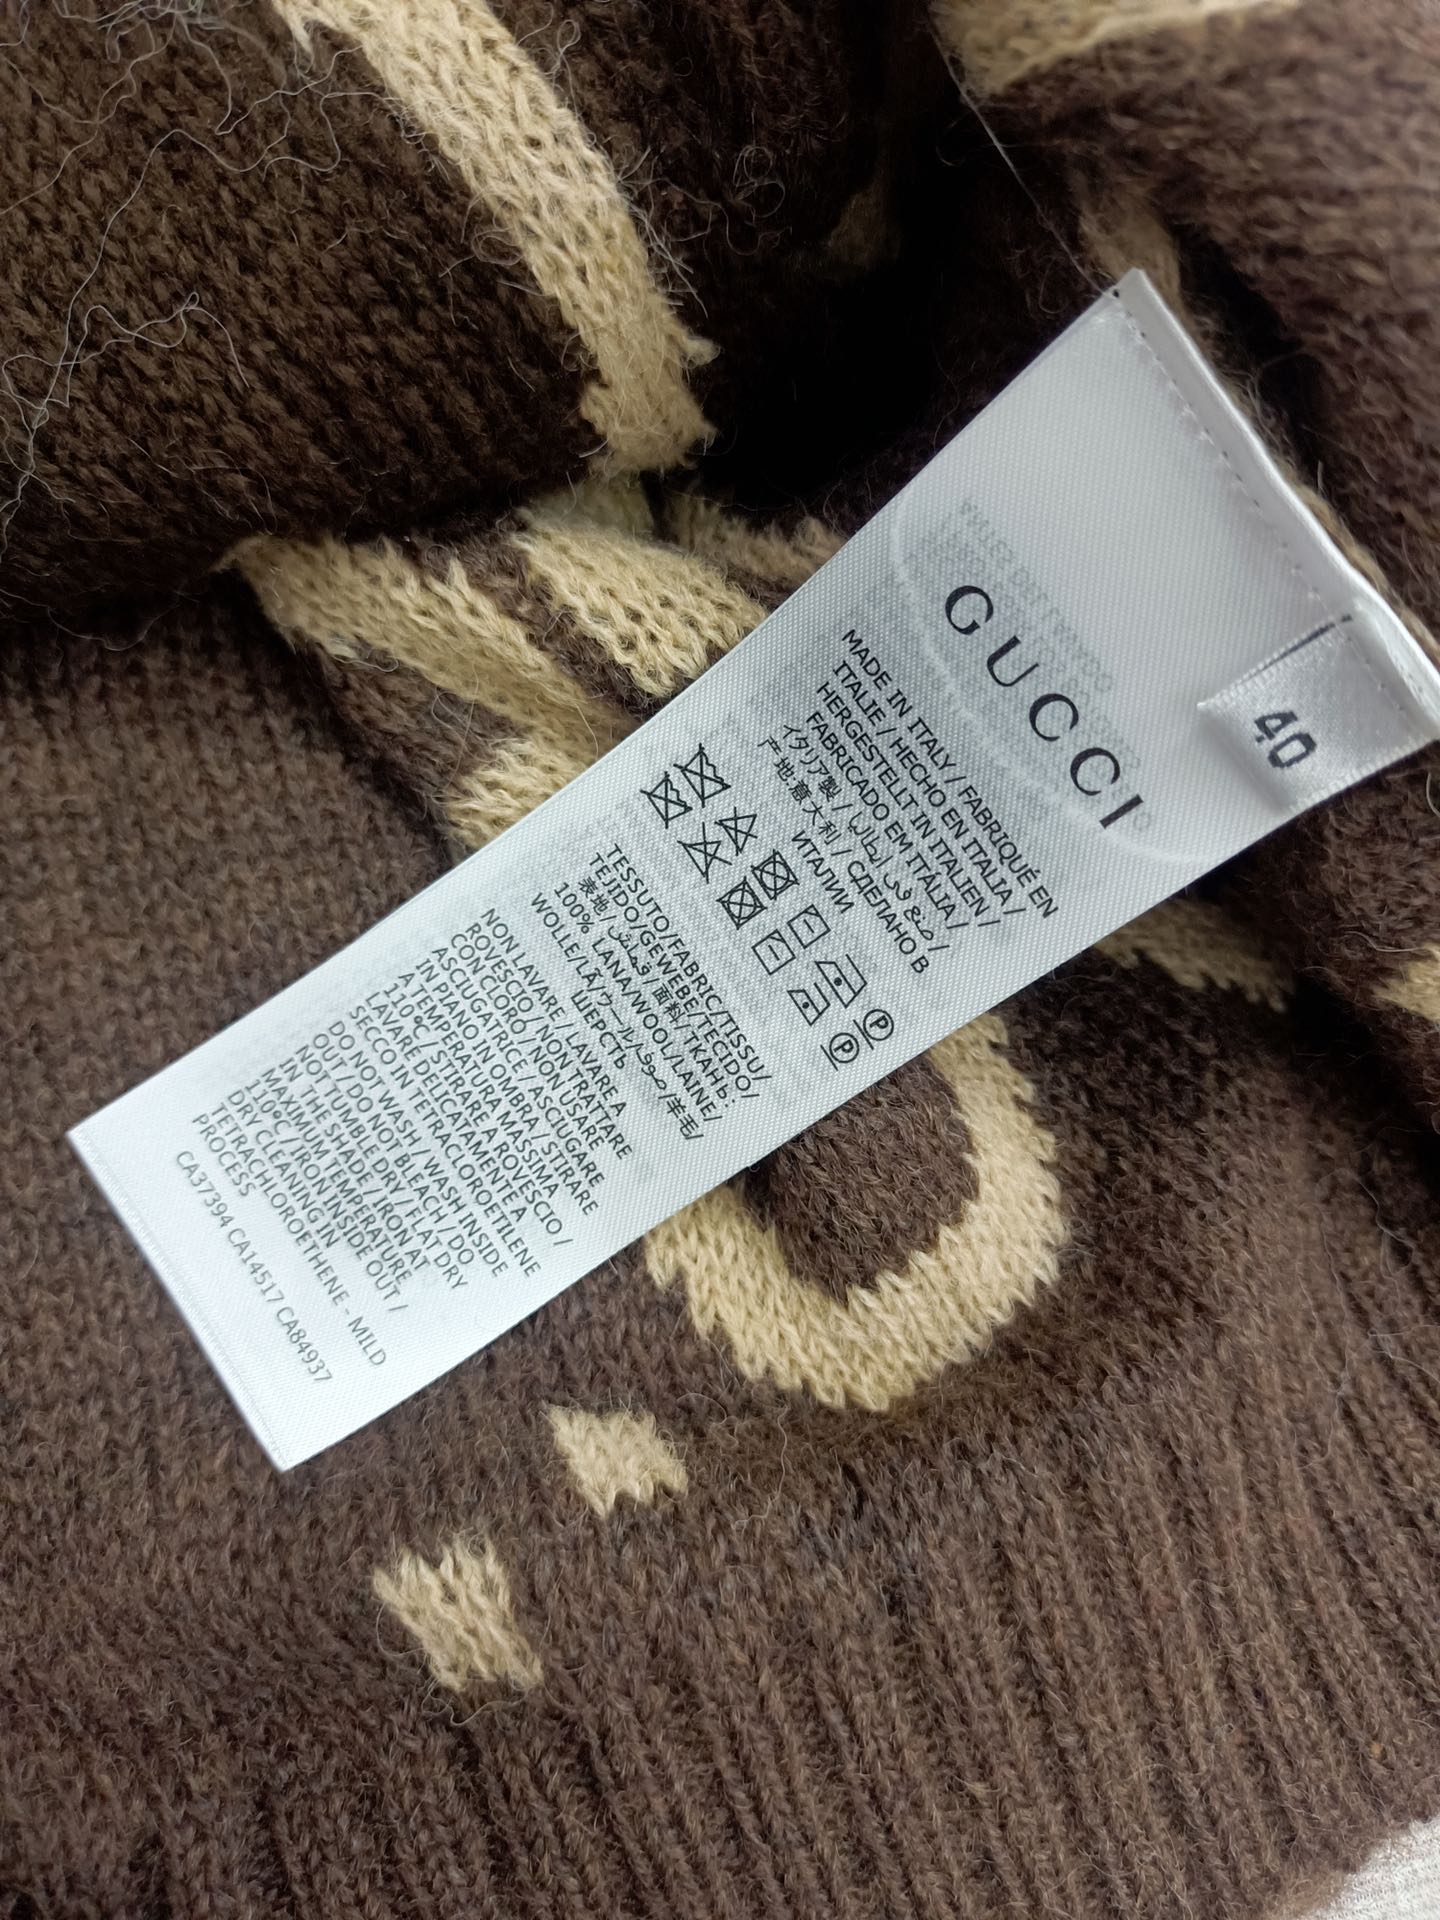 GUCCI
40
MADE IN ITALY / FABRIQUÉ EN
ITALIE / HECHO EN ITALIA /
HERGESTELLT IN ITALIEN /
FABRICADO EM ITÁLIA /
イタリア製 / صنع في ايطاليا /
产地:意大利 / СДЕЛАНО В
ИТАЛИИ
TESSUTO/FABRIC/TISSU/
TEJIDO/GEWEBE/TECIDO/
表地/قماش/面料/ТКАНЬ:
100% LANA/WOOL/LAINE/
WOLLE/LÃ/ウール/صوف/羊毛/
ШЕРСТЬ
NON LAVARE / LAVARE A
ROVESCIO / NON TRATTARE
CON CLORO / NON USARE
ASCIUGATRICE / ASCIUGARE
IN PIANO IN OMBRA / STIRARE
A TEMPERATURA MASSIMA
110°C / STIRARE A ROVESCIO /
LAVARE DELICATAMENTE A
SECCO IN TETRACLOROETILENE
DO NOT WASH / WASH INSIDE
OUT / DO NOT BLEACH / DO
NOT TUMBLE DRY / FLAT DRY
IN THE SHADE / IRON AT
MAXIMUM TEMPERATURE
110°C / IRON INSIDE OUT /
DRY CLEANING IN
TETRACHLOROETHENE - MILD
PROCESS
CA37394 CA14517 CA84937